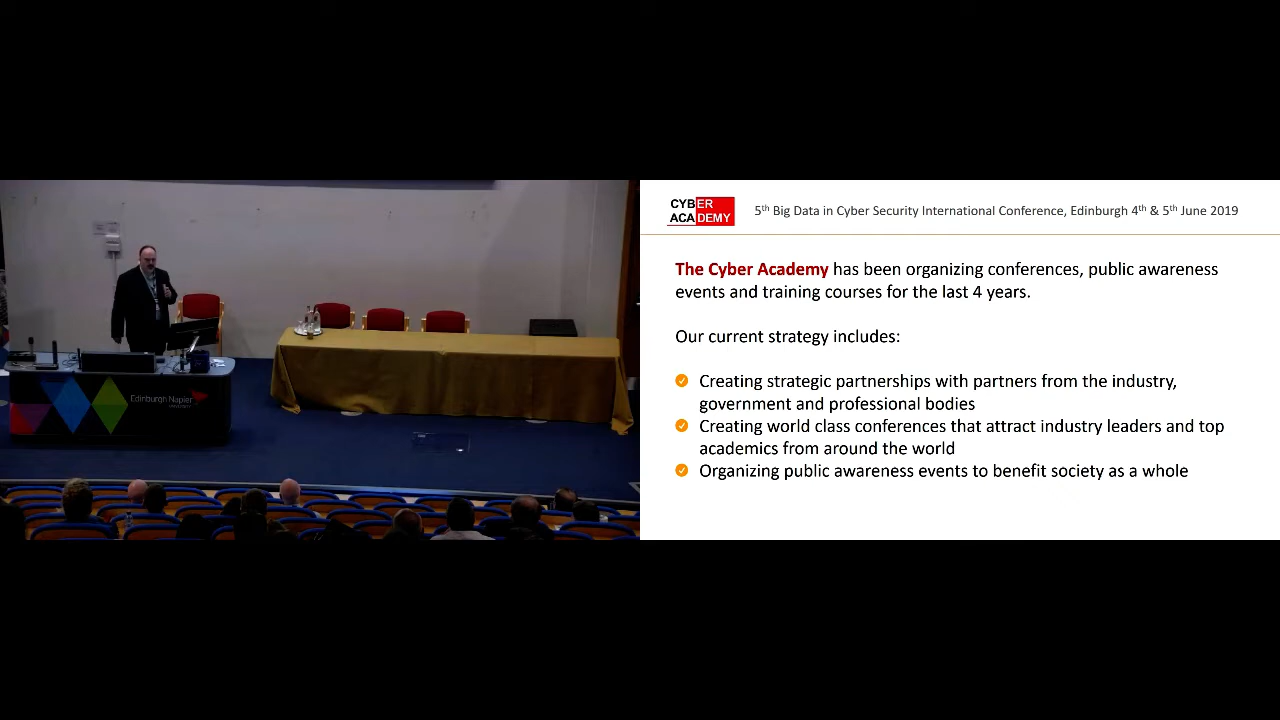 Edinburgh Napier
UNIVERSITY
CYBER
ACADEMY
5th Big Data in Cyber Security International Conference, Edinburgh 4th & 5th June 2019
The Cyber Academy has been organizing conferences, public awareness
events and training courses for the last 4 years.
Our current strategy includes:
Creating strategic partnerships with partners from the industry,
government and professional bodies
Creating world class conferences that attract industry leaders and top
academics from around the world
Organizing public awareness events to benefit society as a whole